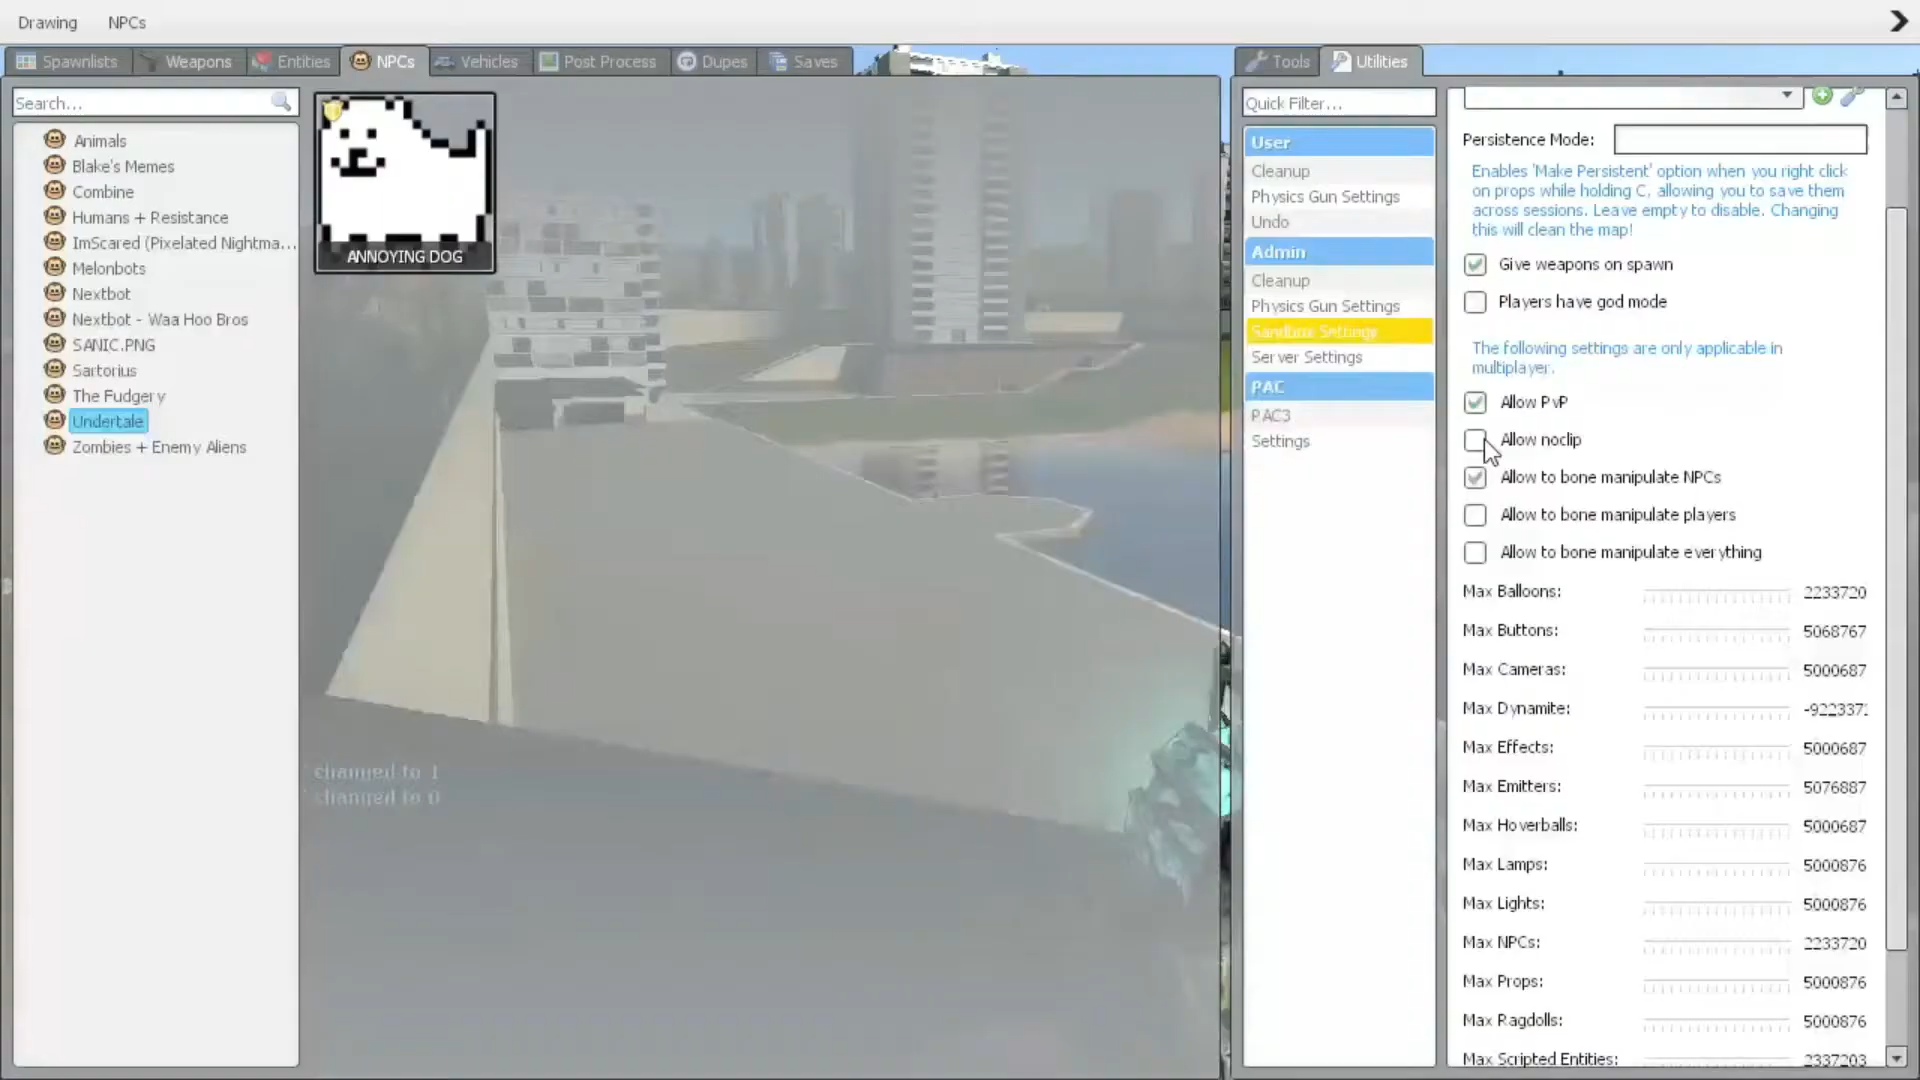 Drawing NPCs
Spawnlists Weapons Entities NPCs Vehicles Post Process Dupes Saves
Search...
Animals
Blake's Memes
Combine
Humans + Resistance
ImScared (Pixelated Nightma...
Melonbots
Nextbot
Nextbot - Waa Hoo Bros
SANIC.PNG
Sartorius
The Fudgery
Undertale
Zombies + Enemy Aliens
ANNOYING DOG
changed to 1
changed to 0
Tools Utilities
Quick Filter...
User
Cleanup
Physics Gun Settings
Undo
Admin
Cleanup
Physics Gun Settings
Sandbox Settings
Server Settings
PAC
PAC3
Settings
Persistence Mode:
Enables 'Make Persistent' option when you right click
on props while holding C, allowing you to save them
across sessions. Leave empty to disable. Changing
this will clean the map!
Give weapons on spawn
Players have god mode
The following settings are only applicable in
multiplayer.
Allow PvP
Allow noclip
Allow to bone manipulate NPCs
Allow to bone manipulate players
Allow to bone manipulate everything
Max Balloons: 2233720
Max Buttons: 5068767
Max Cameras: 5000687
Max Dynamite: -922337
Max Effects: 5000687
Max Emitters: 5076887
Max Hoverballs: 5000687
Max Lamps: 5000876
Max Lights: 5000876
Max NPCs: 2233720
Max Props: 5000876
Max Ragdolls: 5000876
Max Scripted Entities: 2337203